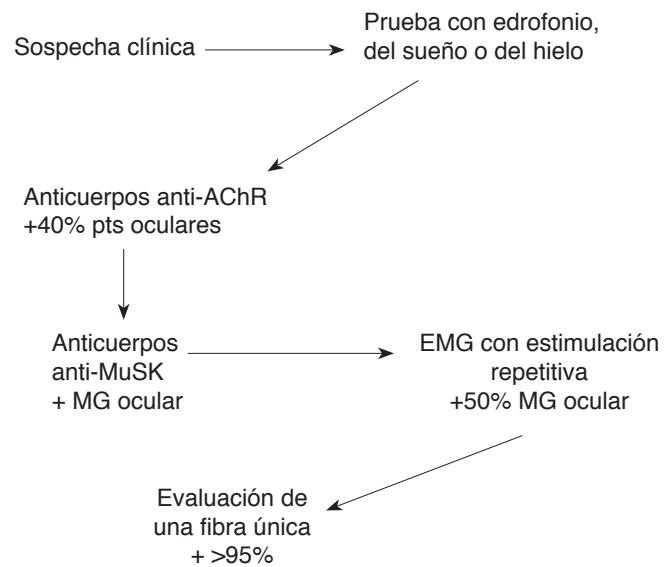 Sospecha clínica
Prueba con edrofonio,
del sueño o del hielo
Anticuerpos anti-AChR
+40% pts oculares
Anticuerpos
anti-MuSK
+ MG ocular
EMG con estimulación
repetitiva
+50% MG ocular
Evaluación de
una fibra única
+ >95%